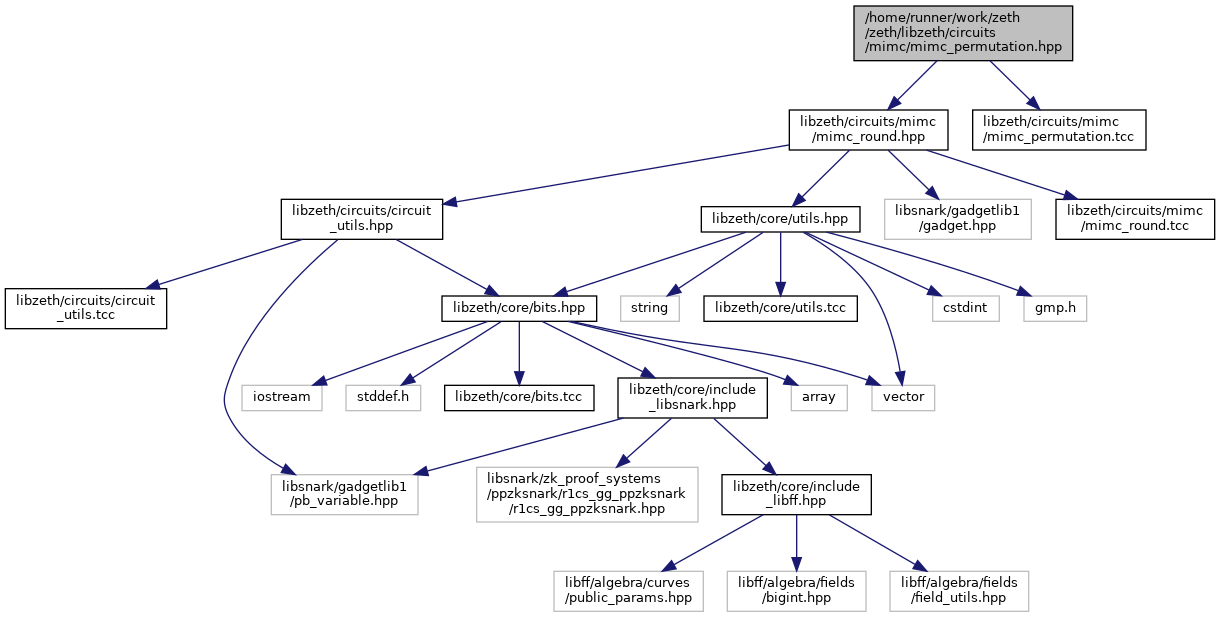 /home/runner/work/zeth
/zeth/libzeth/circuits
/mimc/mimc_permutation.hpp
libzeth/circuits/mimc
/mimc_round.hpp
libzeth/circuits/mimc
/mimc_permutation.tcc
libzeth/circuits/circuit
_utils.hpp
libzeth/core/utils.hpp
libsnark/gadgetlib1
/gadget.hpp
libzeth/circuits/mimc
/mimc_round.tcc
libzeth/circuits/circuit
_utils.tcc
libzeth/core/bits.hpp
string
libzeth/core/utils.tcc
cstdint
gmp.h
iostream
stddef.h
libzeth/core/bits.tcc
libzeth/core/include
_libsnark.hpp
array
vector
libsnark/gadgetlib1
/pb_variable.hpp
libsnark/zk_proof_systems
/ppzksnark/r1cs_gg_ppzksnark
/r1cs_gg_ppzksnark.hpp
libzeth/core/include
_libff.hpp
libff/algebra/curves
/public_params.hpp
libff/algebra/fields
/bigint.hpp
libff/algebra/fields
/field_utils.hpp